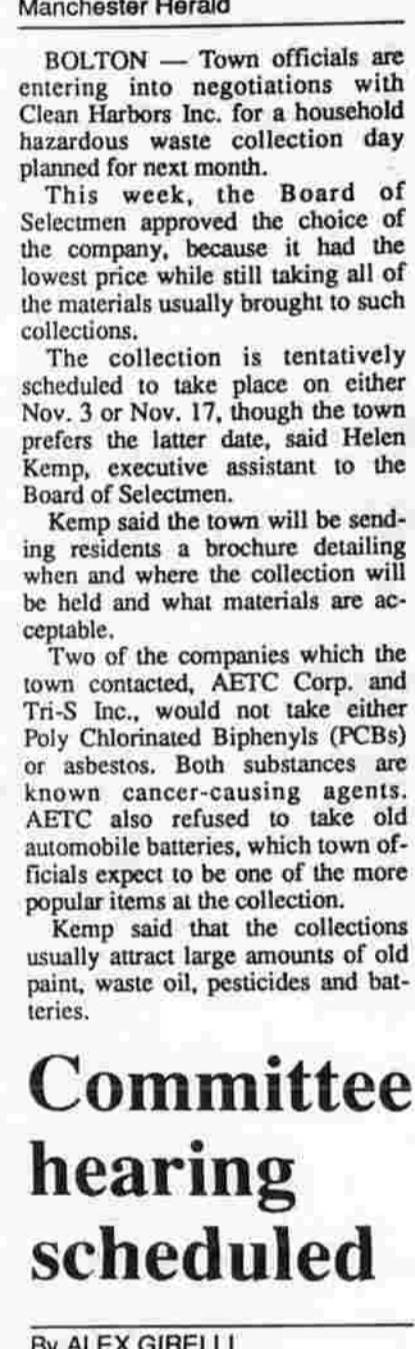 Manchester Herald
BOLTON — Town officials are
entering into negotiations with
Clean Harbors Inc. for a household
hazardous waste collection day
planned for next month.
This week, the Board of
Selectmen approved the choice of
the company, because it had the
lowest price while still taking all of
the materials usually brought to such
collections.
The collection is tentatively
scheduled to take place on either
Nov. 3 or Nov. 17, though the town
prefers the latter date, said Helen
Kemp, executive assistant to the
Board of Selectmen.
Kemp said the town will be send-
ing residents a brochure detailing
when and where the collection will
be held and what materials are ac-
ceptable.
Two of the companies which the
town contacted, AETC Corp. and
Tri-S Inc., would not take either
Poly Chlorinated Biphenyls (PCBs)
or asbestos. Both substances are
known cancer-causing agents.
AETC also refused to take old
automobile batteries, which town of-
ficials expect to be one of the more
popular items at the collection.
Kemp said that the collections
usually attract large amounts of old
paint, waste oil, pesticides and bat-
teries.
Committee
hearing
scheduled
By ALEX GIRELLI